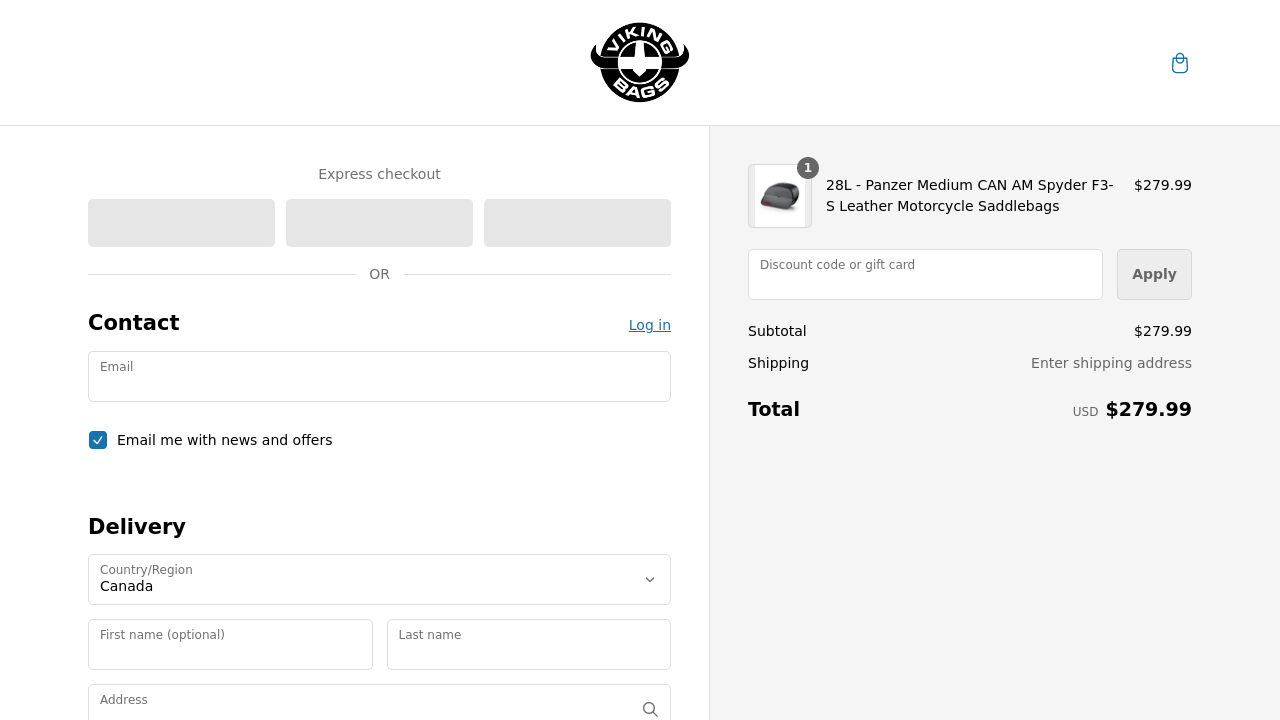 VIKING
BAGS
Express checkout
OR
Contact
Log in
Email
Email me with news and offers
Delivery
Country/Region
Canada
First name (optional)
Last name
Address
1
28L - Panzer Medium CAN AM Spyder F3-
S Leather Motorcycle Saddlebags
$279.99
Discount code or gift card
Apply
Subtotal
$279.99
Shipping
Enter shipping address
Total
USD $279.99